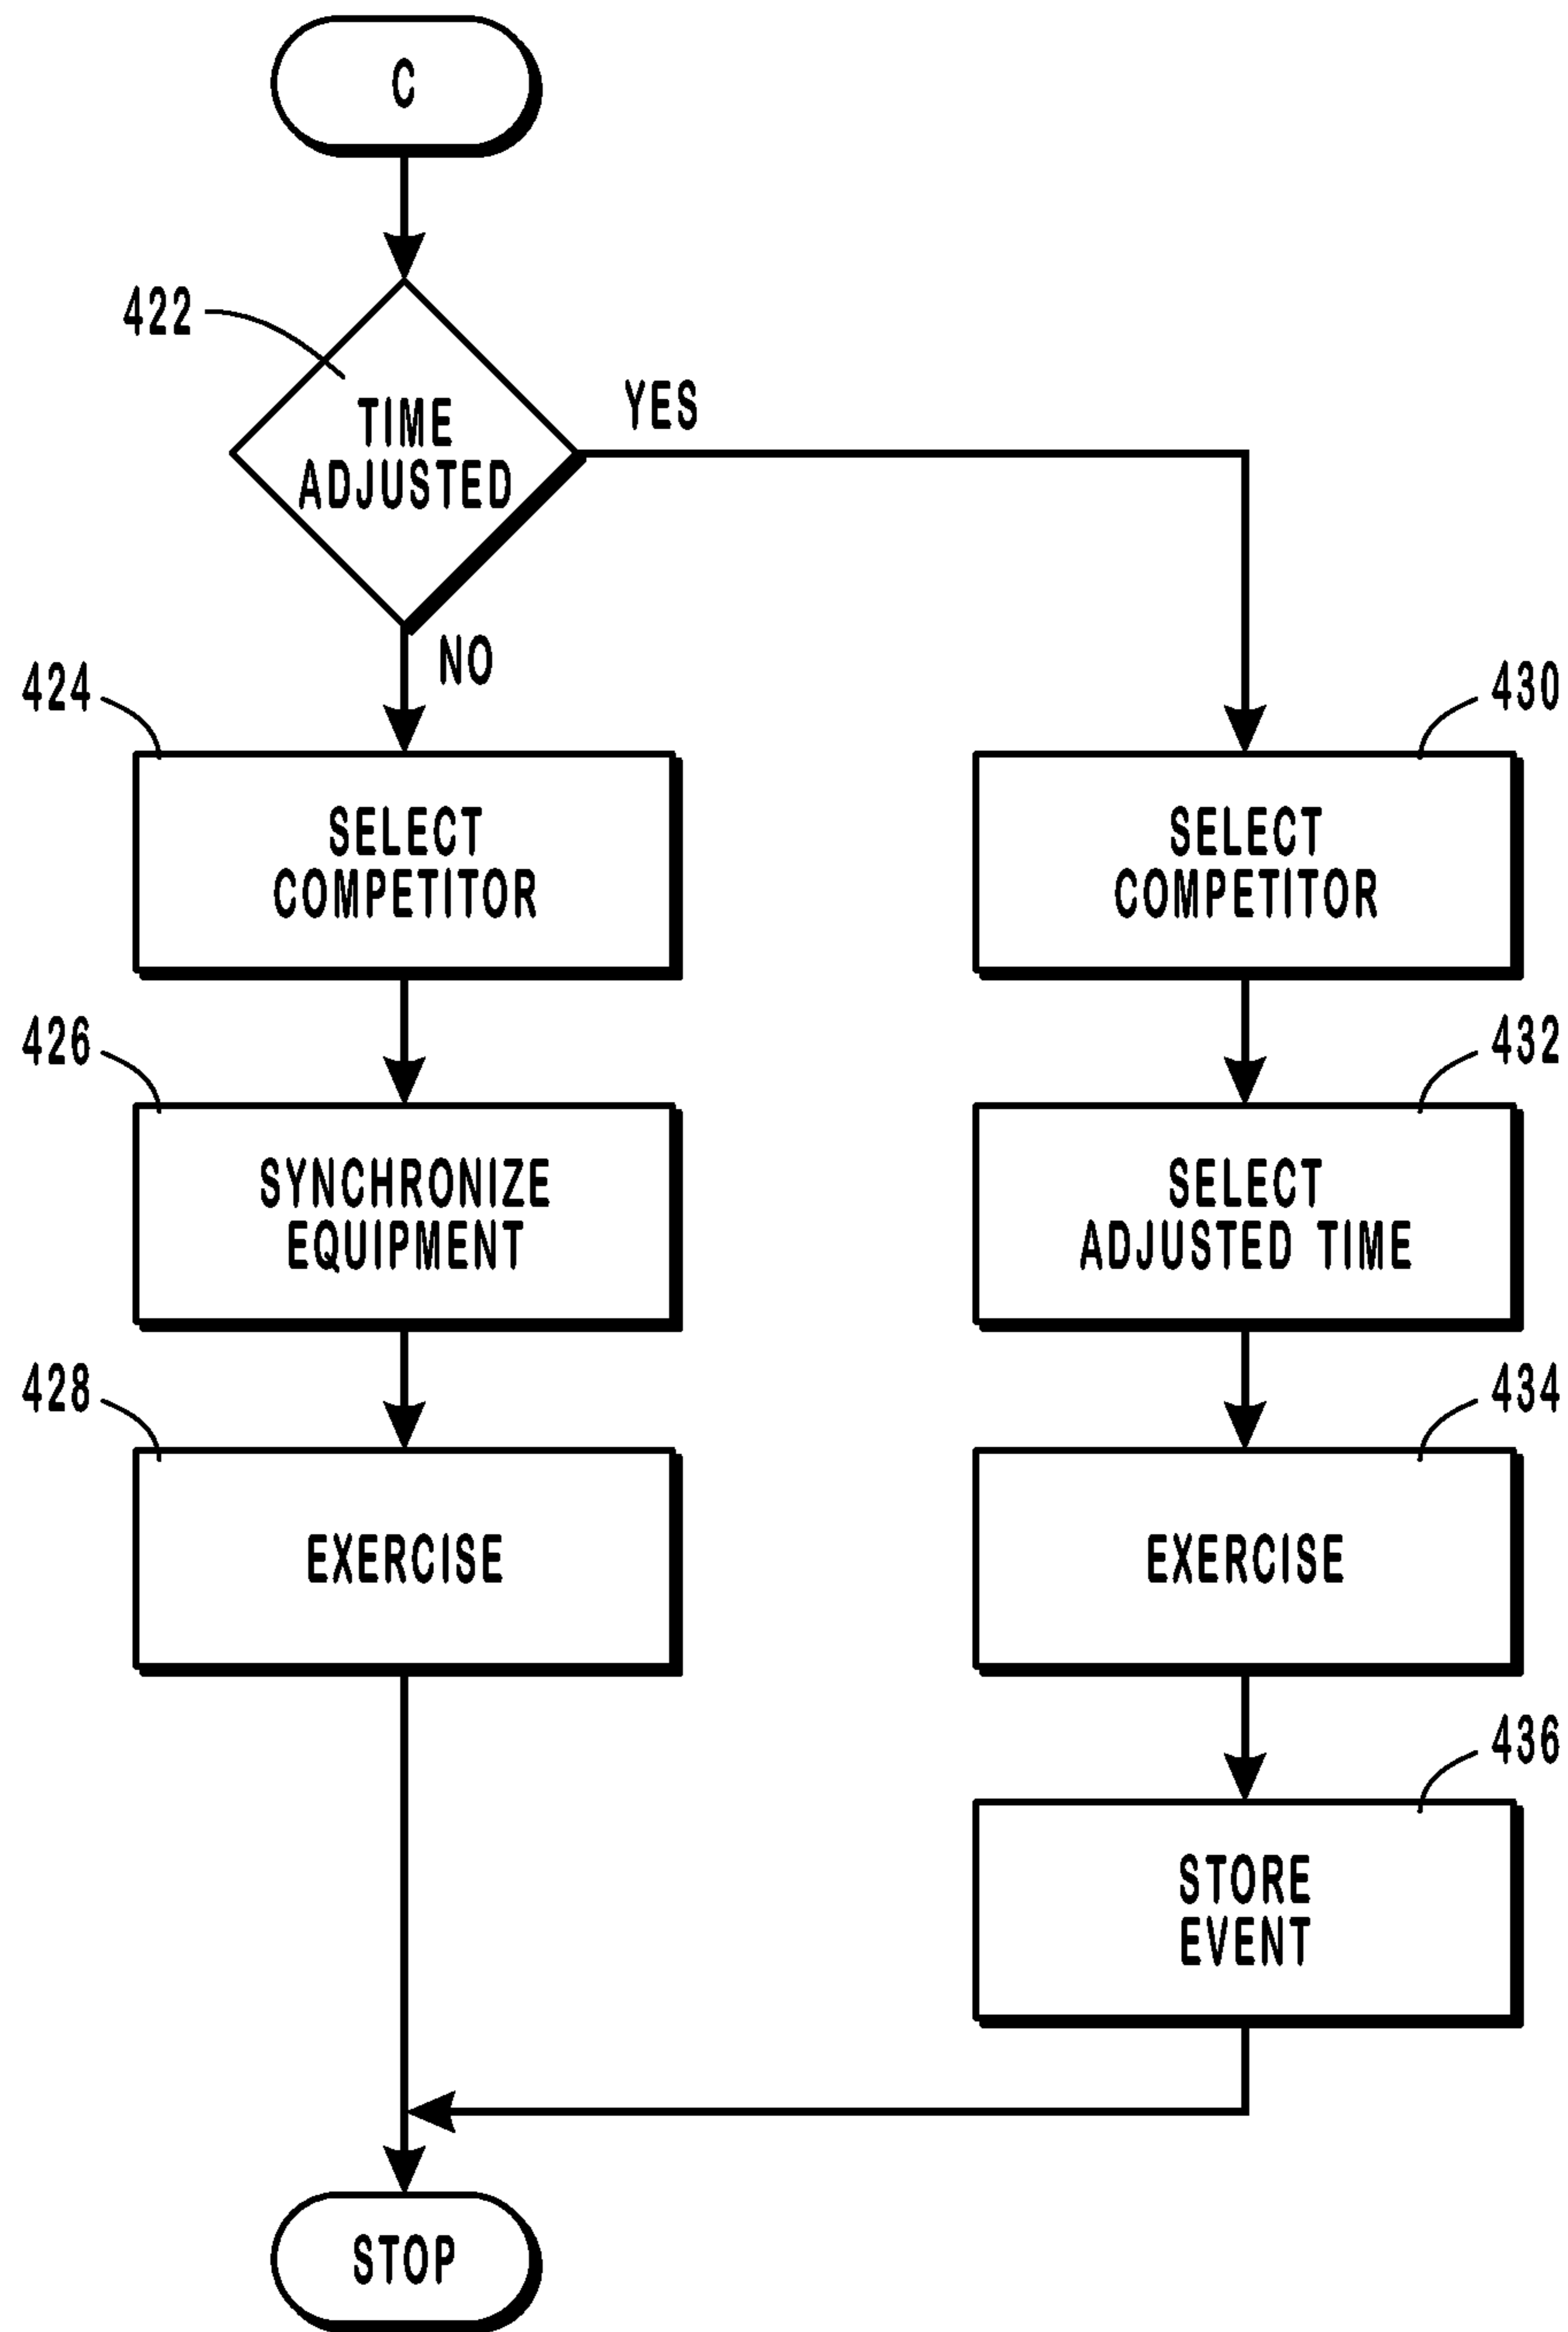 C
422
TIME
ADJUSTED
YES
NO
424
SELECT
COMPETITOR
430
SELECT
COMPETITOR
426
SYNCHRONIZE
EQUIPMENT
432
SELECT
ADJUSTED TIME
428
EXERCISE
434
EXERCISE
436
STORE
EVENT
STOP